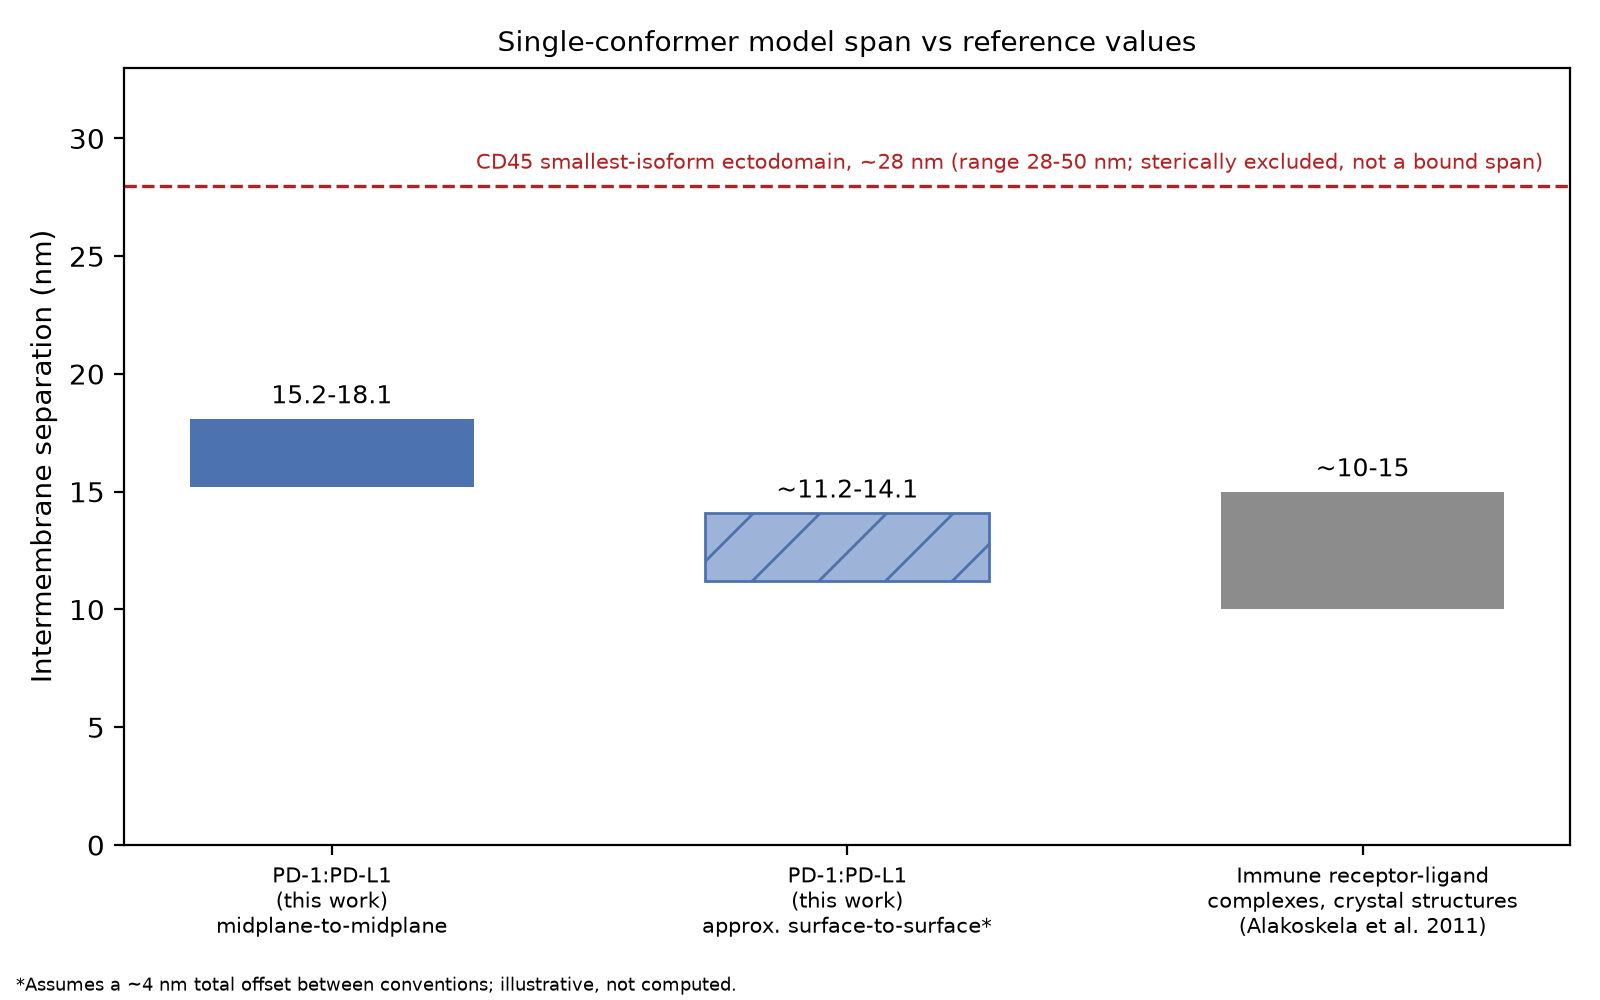 Single-conformer model span vs reference values
Intermembrane separation (nm)
30
25
20
15
10
5
0
CD45 smallest-isoform ectodomain, ~28 nm (range 28-50 nm; sterically excluded, not a bound span)
15.2-18.1
~11.2-14.1
~10-15
PD-1:PD-L1
(this work)
midplane-to-midplane
PD-1:PD-L1
(this work)
approx. surface-to-surface*
Immune receptor-ligand
complexes, crystal structures
(Alakoskela et al. 2011)
*Assumes a ~4 nm total offset between conventions; illustrative, not computed.